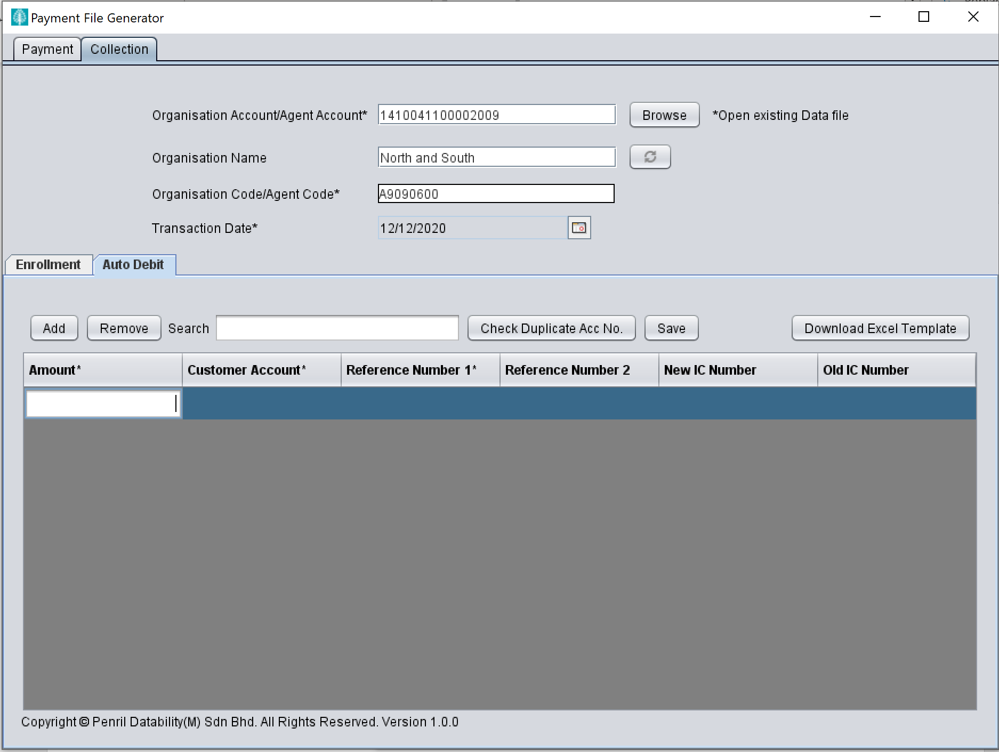 Payment File Generator
Payment Collection
Organisation Account/Agent Account* 1410041100002009 Browse *Open existing Data file
Organisation Name North and South
Organisation Code/Agent Code* A9090600
Transaction Date* 12/12/2020
Enrollment Auto Debit
Add Remove Search Check Duplicate Acc No. Save Download Excel Template
Amount* Customer Account* Reference Number 1* Reference Number 2 New IC Number Old IC Number
Copyright © Penril Datability(M) Sdn Bhd. All Rights Reserved. Version 1.0.0